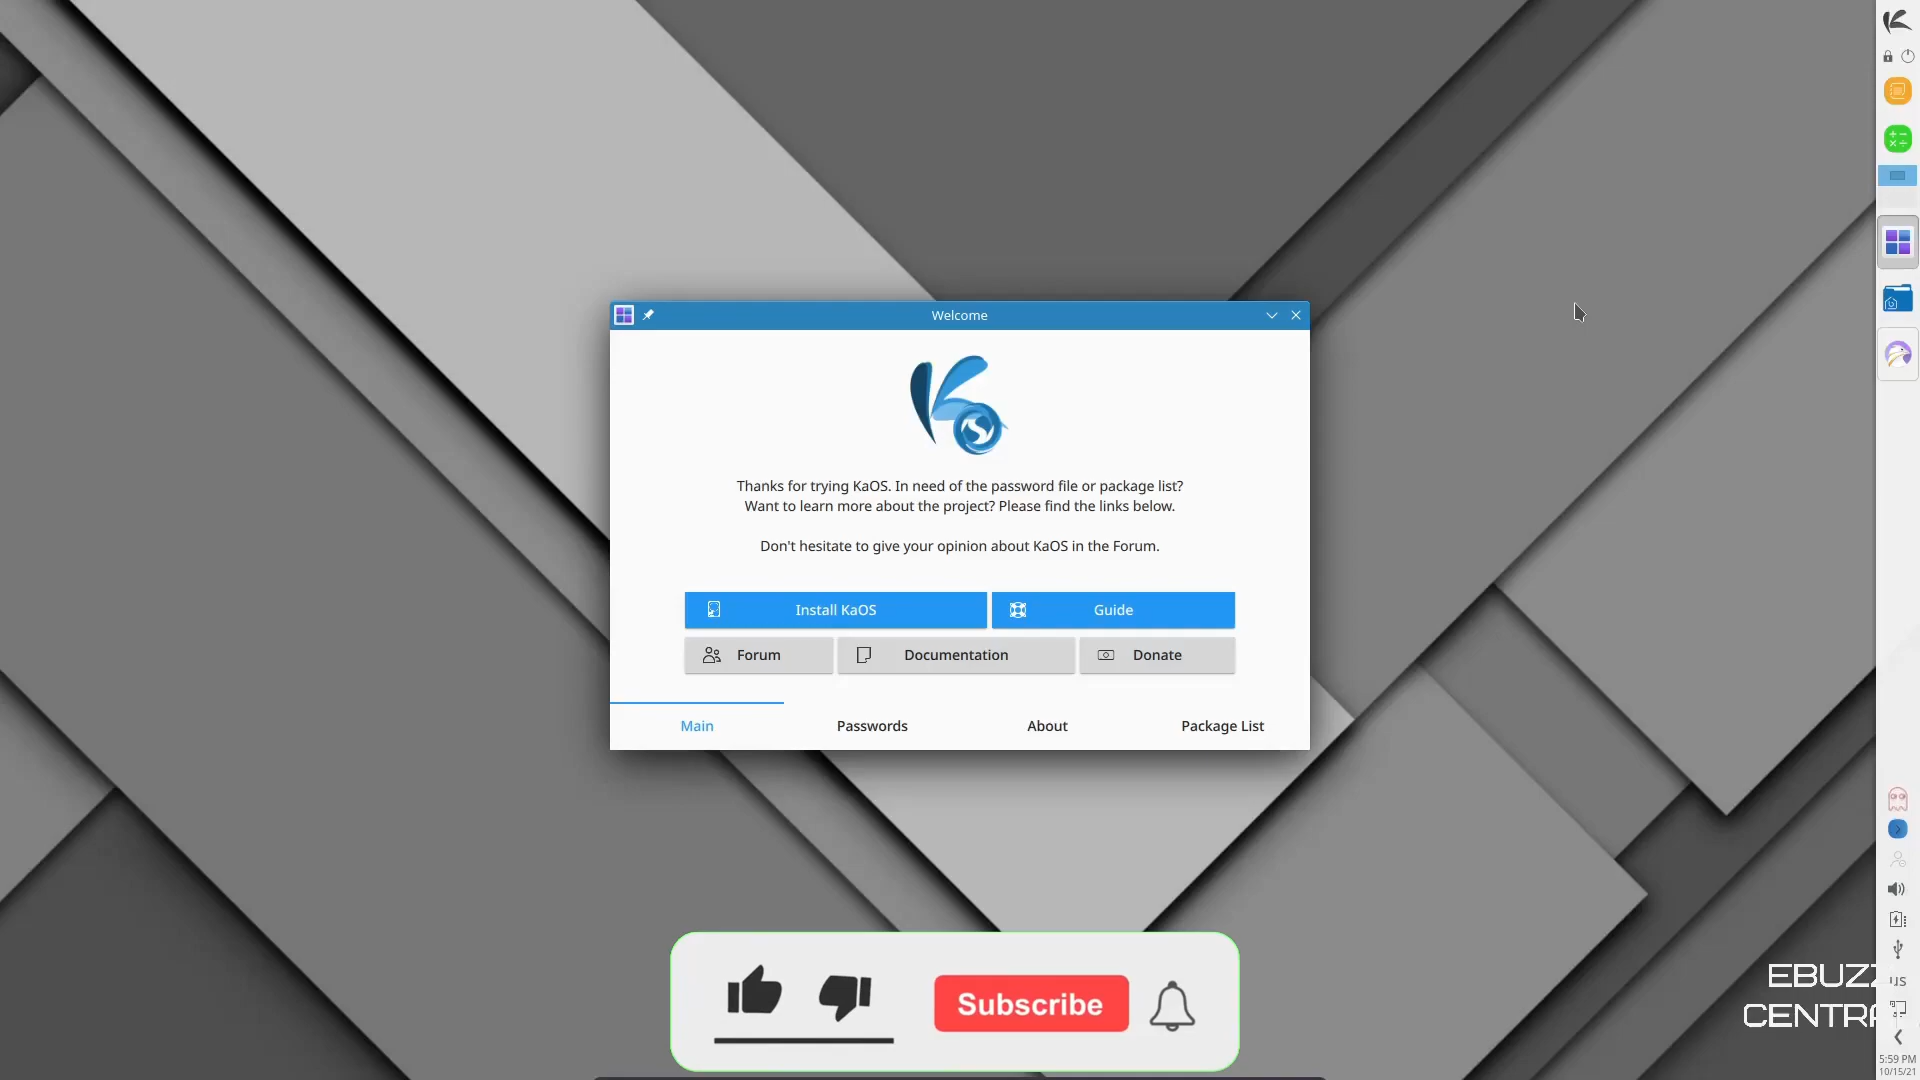 Welcome
Thanks for trying KaOS. In need of the password file or package list?
Want to learn more about the project? Please find the links below.
Don't hesitate to give your opinion about KaOS in the Forum.
Install KaOS
Guide
Forum
Documentation
Donate
Main
Passwords
About
Package List
Subscribe
EBUZZ
CENTRA
us
5:59 PM
10/15/21